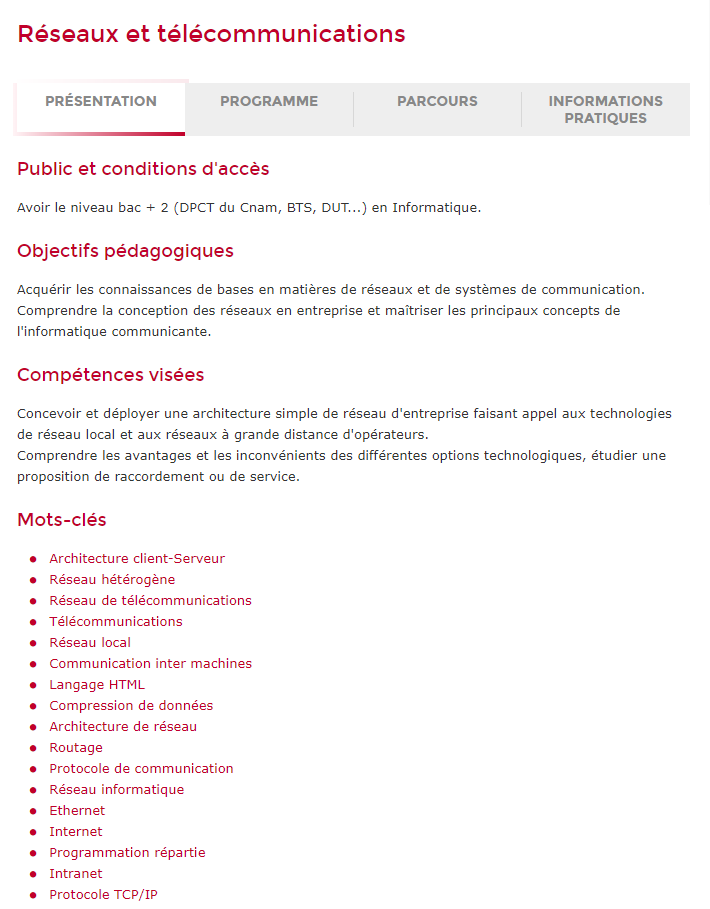 Réseaux et télécommunications
PRÉSENTATION
PROGRAMME
PARCOURS
INFORMATIONS
PRATIQUES
Public et conditions d'accès
Avoir le niveau bac + 2 (DPCT du Cnam, BTS, DUT...) en Informatique.
Objectifs pédagogiques
Acquérir les connaissances de bases en matières de réseaux et de systèmes de communication.
Comprendre la conception des réseaux en entreprise et maîtriser les principaux concepts de
l'informatique communicante.
Compétences visées
Concevoir et déployer une architecture simple de réseau d'entreprise faisant appel aux technologies
de réseau local et aux réseaux à grande distance d'opérateurs.
Comprendre les avantages et les inconvénients des différentes options technologiques, étudier une
proposition de raccordement ou de service.
Mots-clés
Architecture client-Serveur
Réseau hétérogène
Réseau de télécommunications
Télécommunications
Réseau local
Communication inter machines
Langage HTML
Compression de données
Architecture de réseau
Routage
Protocole de communication
Réseau informatique
Ethernet
Internet
Programmation répartie
Intranet
Protocole TCP/IP